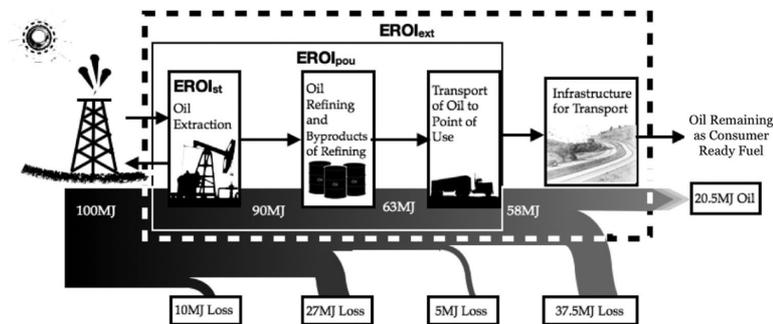 EROIext
EROIpou
EROIst
Oil
Extraction
Oil
Refining
and
Byproducts
of Refining
Transport
of Oil to
Point of
Use
Infrastructure
for Transport
Oil Remaining
as Consumer
Ready Fuel
100MJ
90MJ
63MJ
58MJ
20.5MJ Oil
10MJ Loss
27MJ Loss
5MJ Loss
37.5MJ Loss